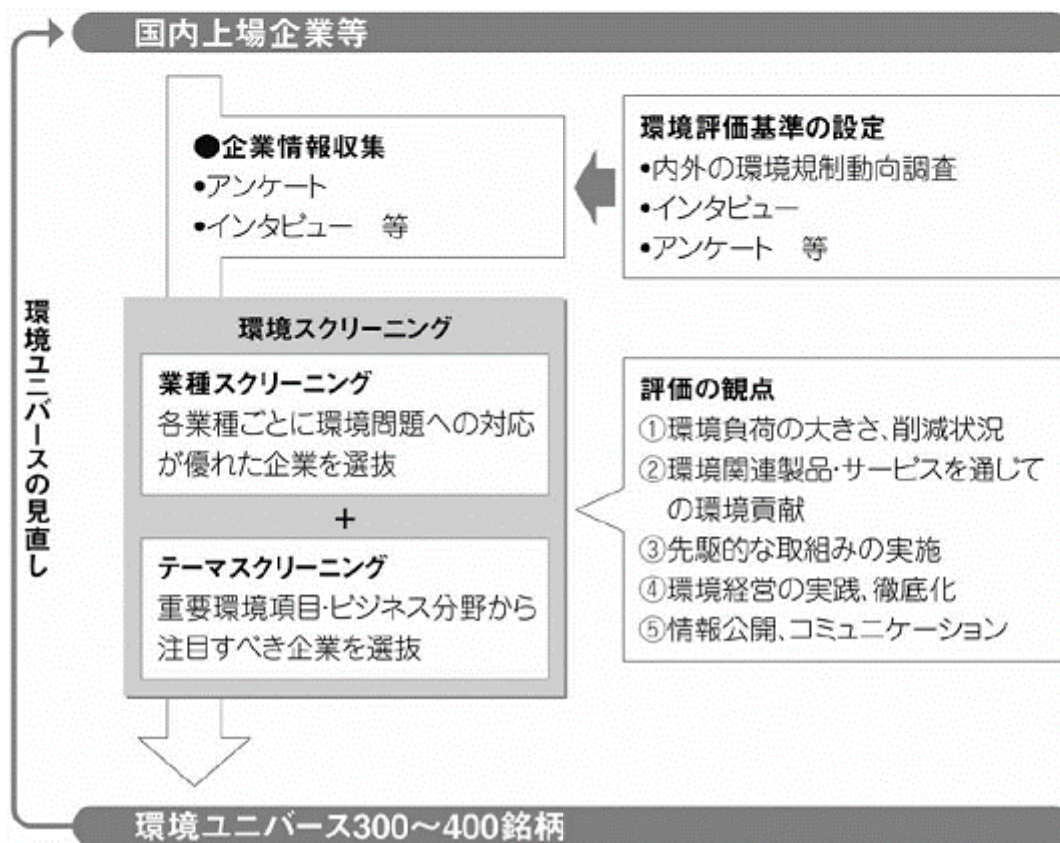 国内上場企業等
●企業情報収集
•アンケート
•インタビュー 等
環境評価基準の設定
•内外の環境規制動向調査
•インタビュー
•アンケート 等
環境ユニバースの見直し
環境スクリーニング
業種スクリーニング
各業種ごとに環境問題への対応
が優れた企業を選抜
+
テーマスクリーニング
重要環境項目･ビジネス分野から
注目すべき企業を選抜
評価の観点
①環境負荷の大きさ、削減状況
②環境関連製品･サービスを通じて
の環境貢献
③先駆的な取組みの実施
④環境経営の実践、徹底化
⑤情報公開、コミュニケーション
環境ユニバース300～400銘柄